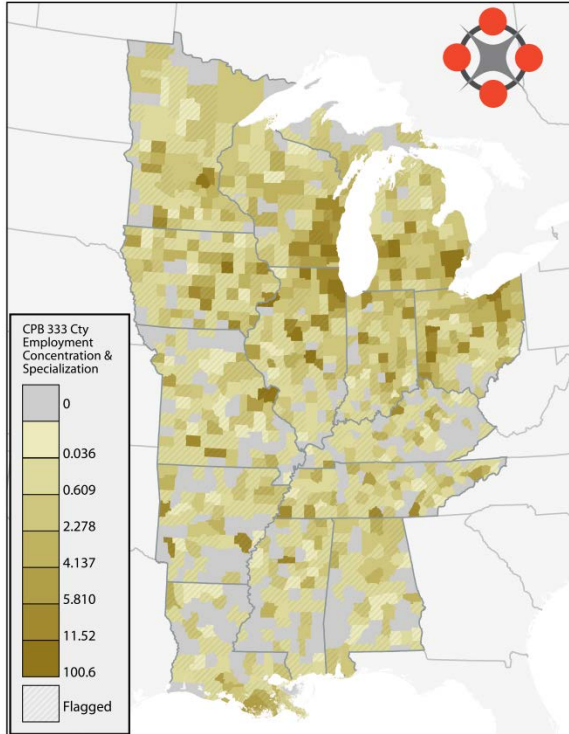 CPB 333 Cty
Employment
Concentration &
Specialization
0
0.036
0.609
2.278
4.137
5.810
11.52
100.6
Flagged